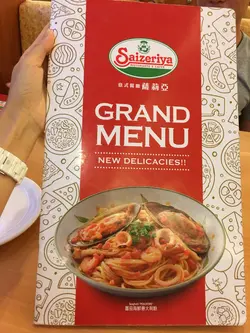 Saizeriya
意式餐廳 薩莉亞
GRAND
MENU
NEW DELICACIES!!